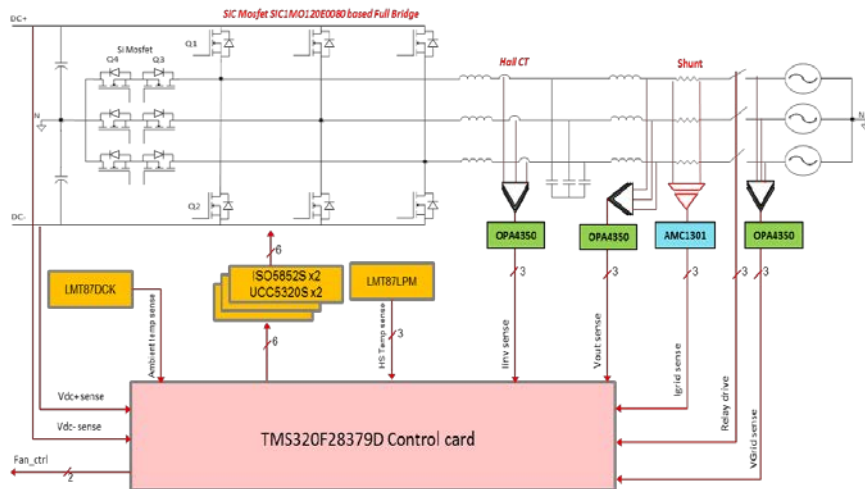 SiC Mosfet SIC1MO120E0080 based Full Bridge
DC+
Q1
Si Mosfet
Q4
Q3
Hall CT
Shunt
N
N
Q2
DC-
OPA4350
OPA4350
AMC1301
OPA4350
6
ISO5852S x2
UCC5320S x2
LMT87DCK
LMT87LPM
3
3
3
3
3
3
6
Ambient temp sense
HS Temp sense
Iinv sense
Vout sense
Igrid sense
Relay drive
VGrid sense
Vdc+ sense
Vdc- sense
TMS320F28379D Control card
Fan_ctrl
2